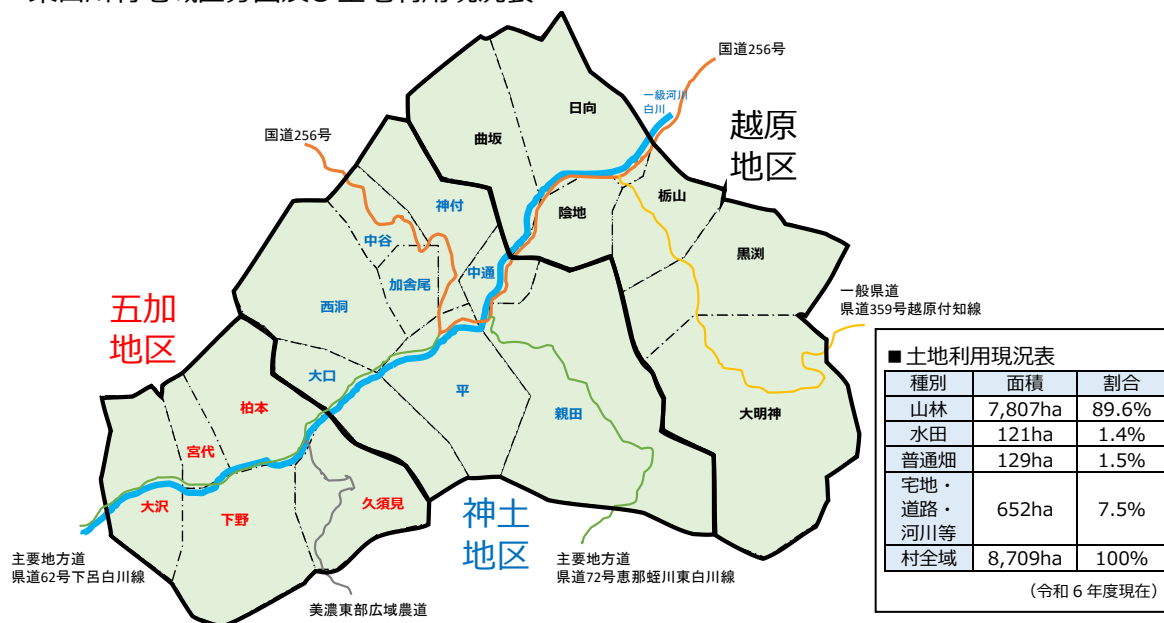 国道256号
一級河川
白川
日向
越原
地区
国道256号
曲坂
栃山
神付
陰地
中谷
黒渕
中通
加舎尾
一般県道
県道359号越原付知線
西洞
五加
地区
大口
平
親田
大明神
柏本
宮代
大沢
下野
久須見
神土
地区
主要地方道
県道62号下呂白川線
主要地方道
県道72号恵那蛭川東白川線
美濃東部広域農道
■土地利用現況表
種別 面積 割合
山林 7,807ha 89.6%
水田 121ha 1.4%
普通畑 129ha 1.5%
宅地・
道路・ 652ha 7.5%
河川等
村全域 8,709ha 100%
(令和6年度現在)